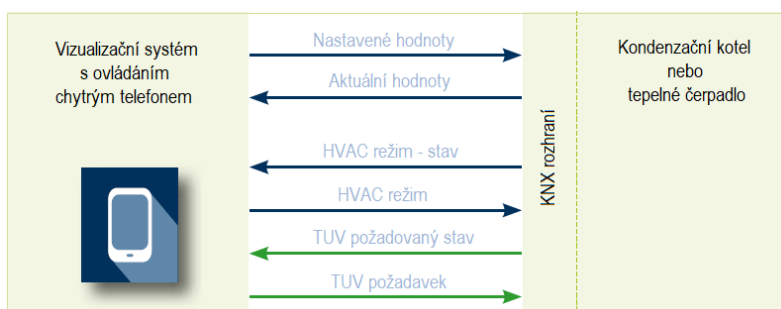 Vizualizační systém
s ovládáním
chytrým telefonem
Nastavené hodnoty
Aktuální hodnoty
HVAC režim - stav
HVAC režim
TUV požadovaný stav
TUV požadavek
KNX rozhraní
Kondenzační kotel
nebo
tepelné čerpadlo